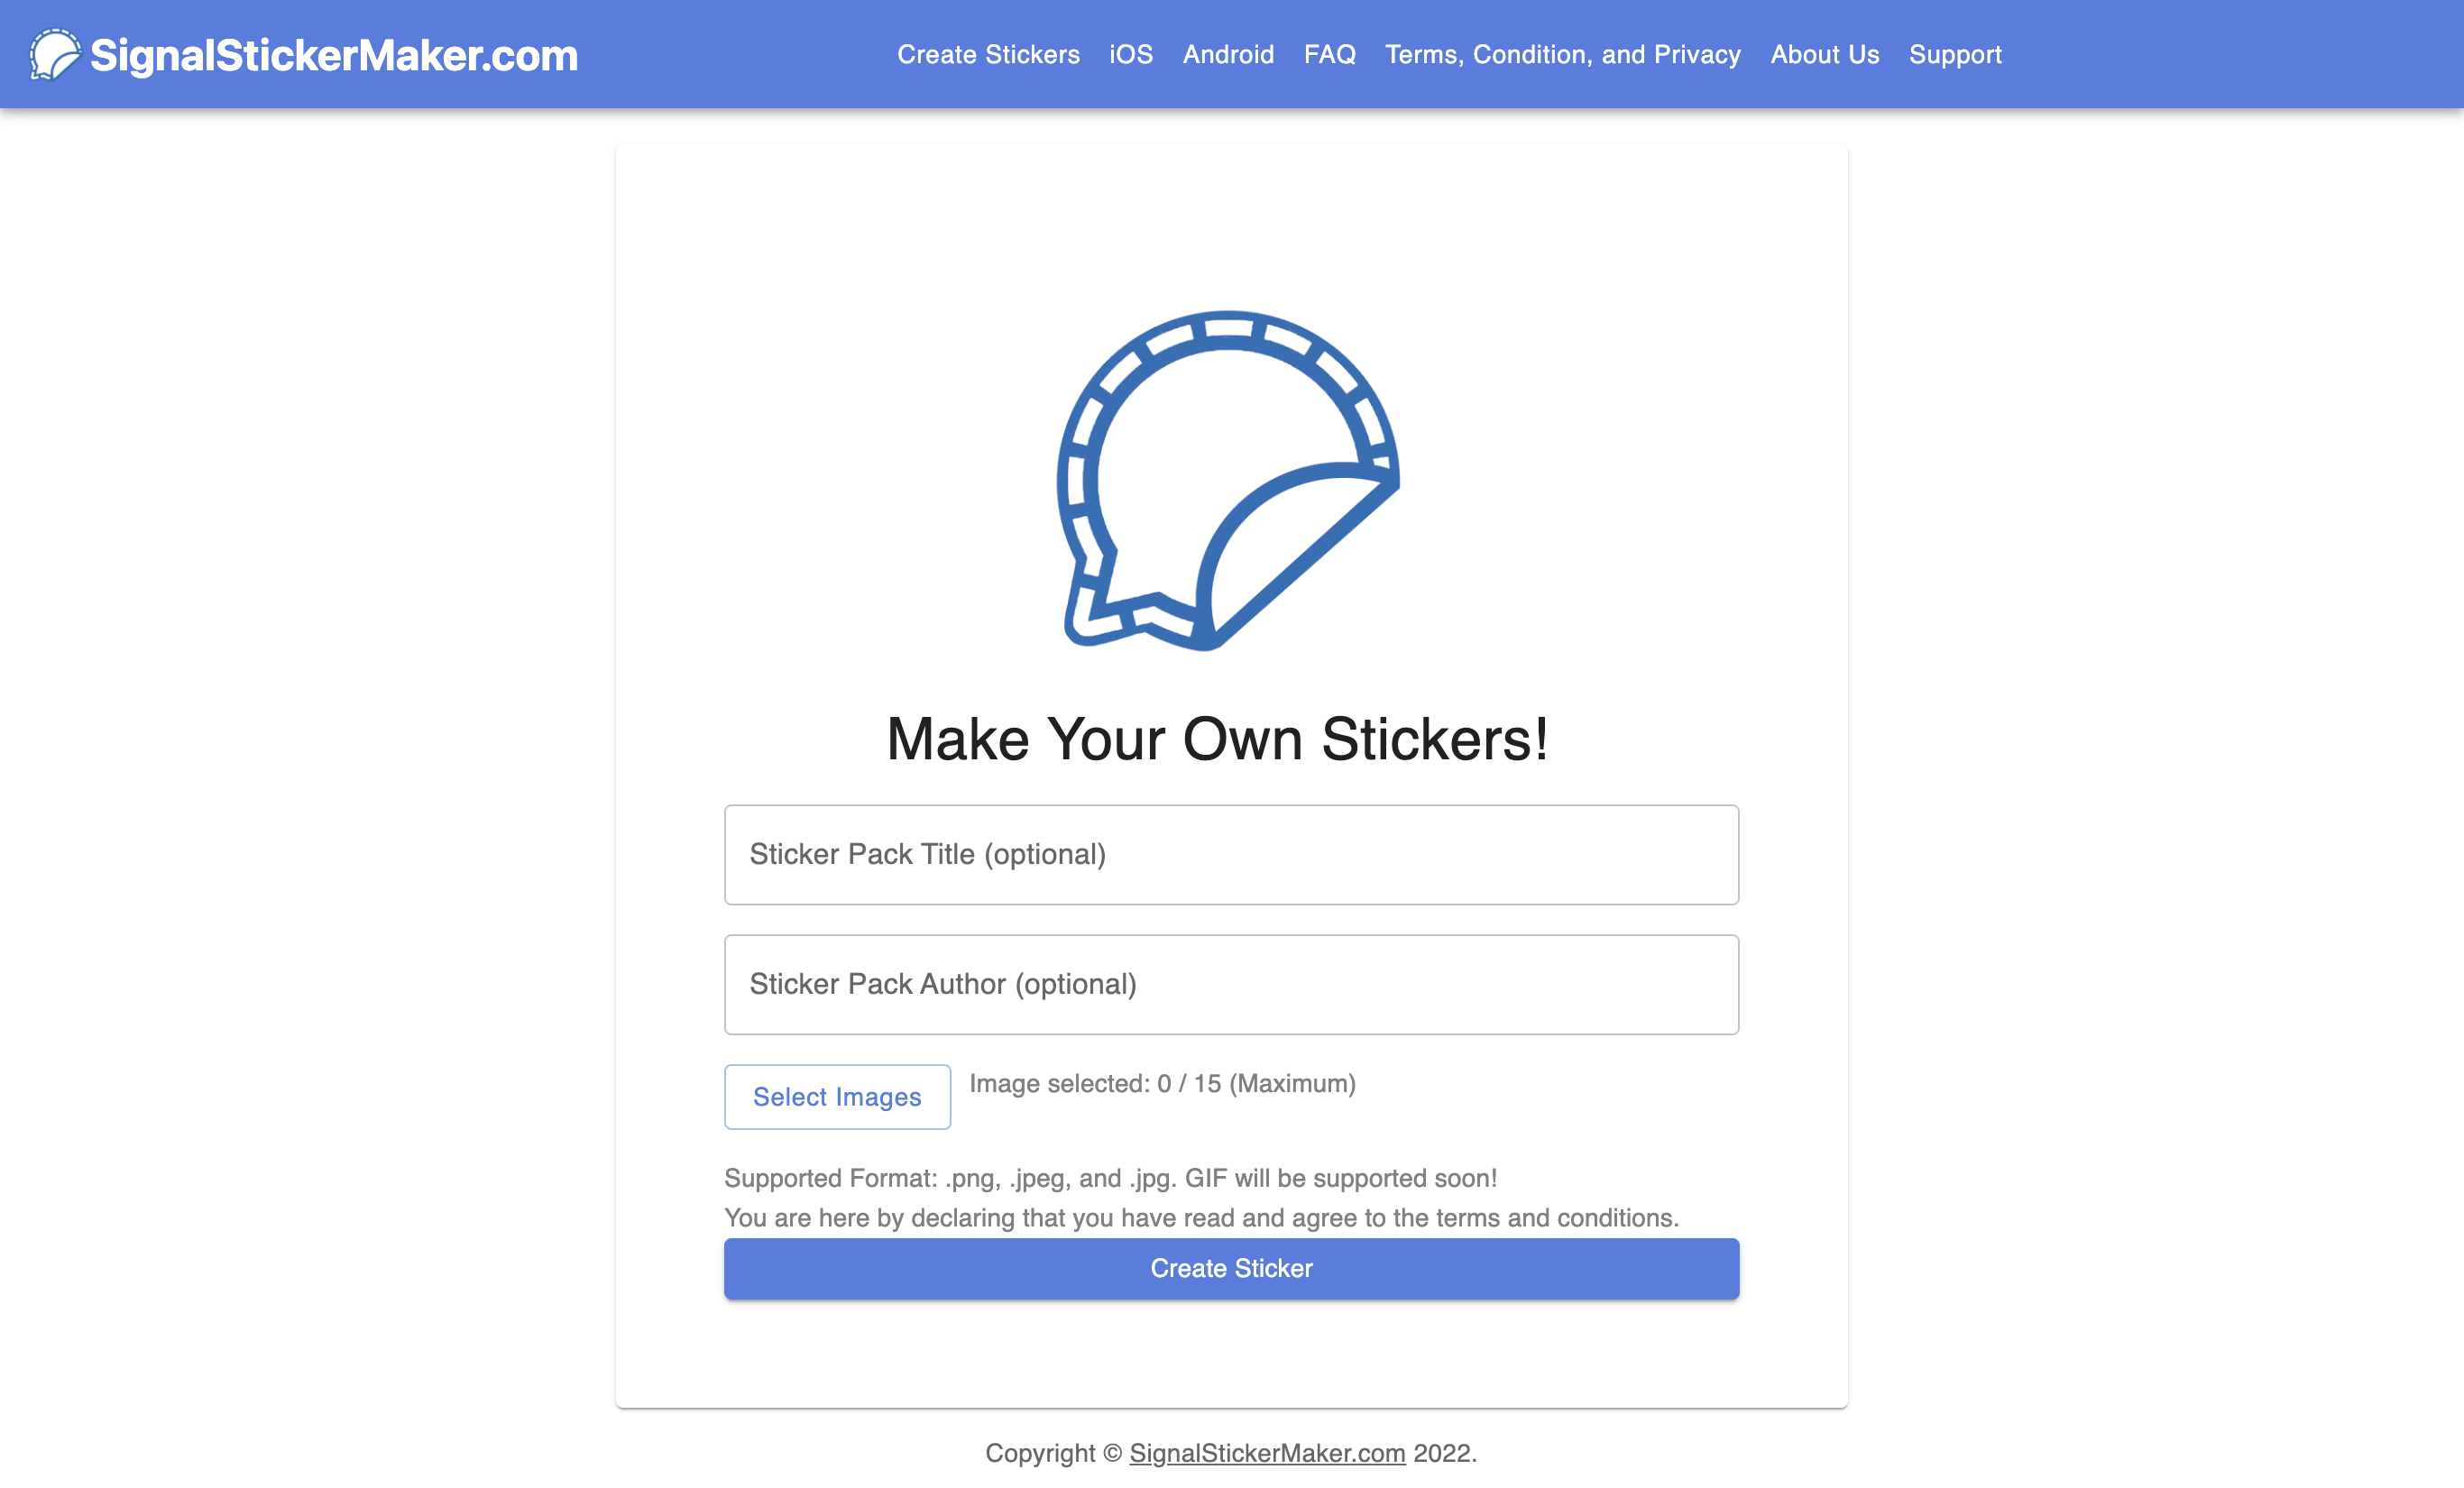 SignalStickerMaker.com
Create Stickers iOS Android FAQ Terms, Condition, and Privacy About Us Support
Make Your Own Stickers!
Sticker Pack Title (optional)
Sticker Pack Author (optional)
Select Images
Image selected: 0 / 15 (Maximum)
Supported Format: .png, .jpeg, and .jpg. GIF will be supported soon!
You are here by declaring that you have read and agree to the terms and conditions.
Create Sticker
Copyright © SignalStickerMaker.com 2022.